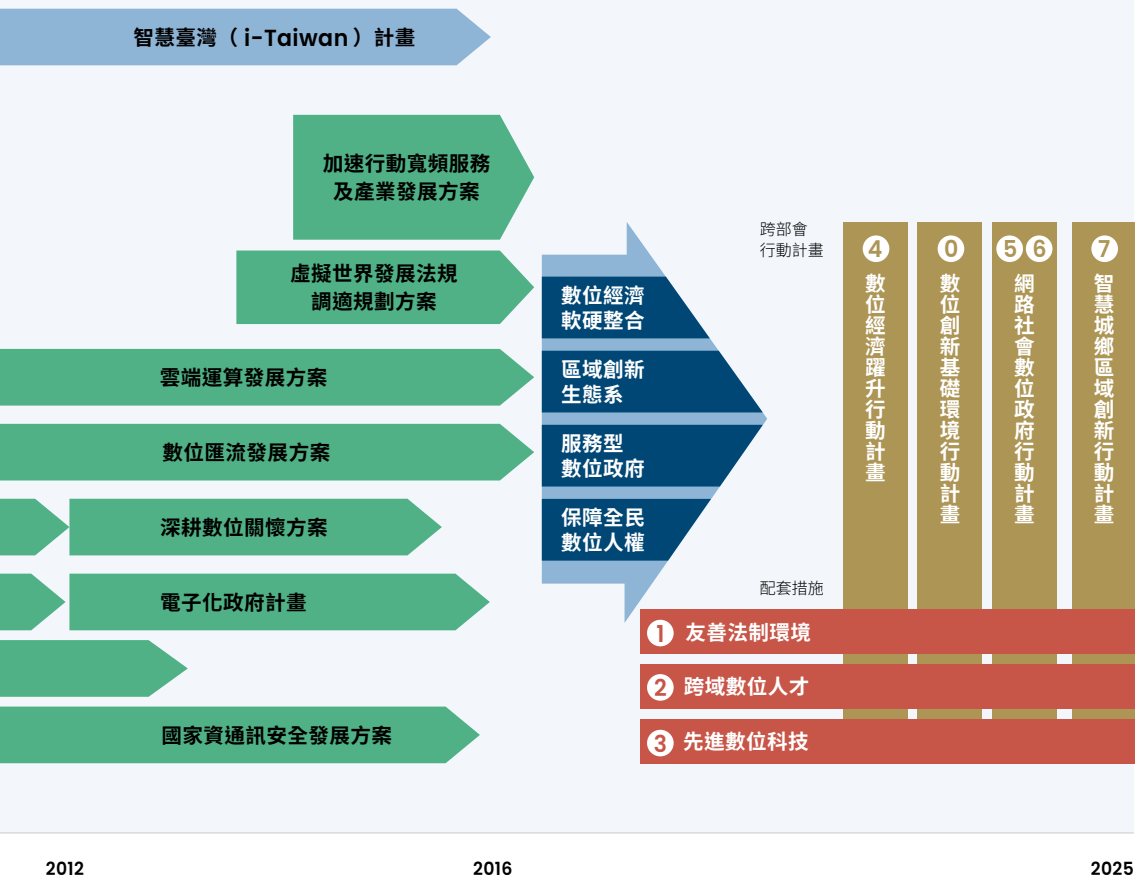 智慧臺灣（i-Taiwan）計畫
加速行動寬頻服務
及產業發展方案
虛擬世界發展法規
調適規劃方案
雲端運算發展方案
數位匯流發展方案
深耕數位關懷方案
電子化政府計畫
國家資通訊安全發展方案
數位經濟
軟硬整合
區域創新
生態系
服務型
數位政府
保障全民
數位人權
跨部會
行動計畫
4
數位經濟躍升行動計畫
0
數位創新基礎環境行動計畫
5 6
網路社會數位政府行動計畫
7
智慧城鄉區域創新行動計畫
配套措施
1 友善法制環境
2 跨域數位人才
3 先進數位科技
2012
2016
2025